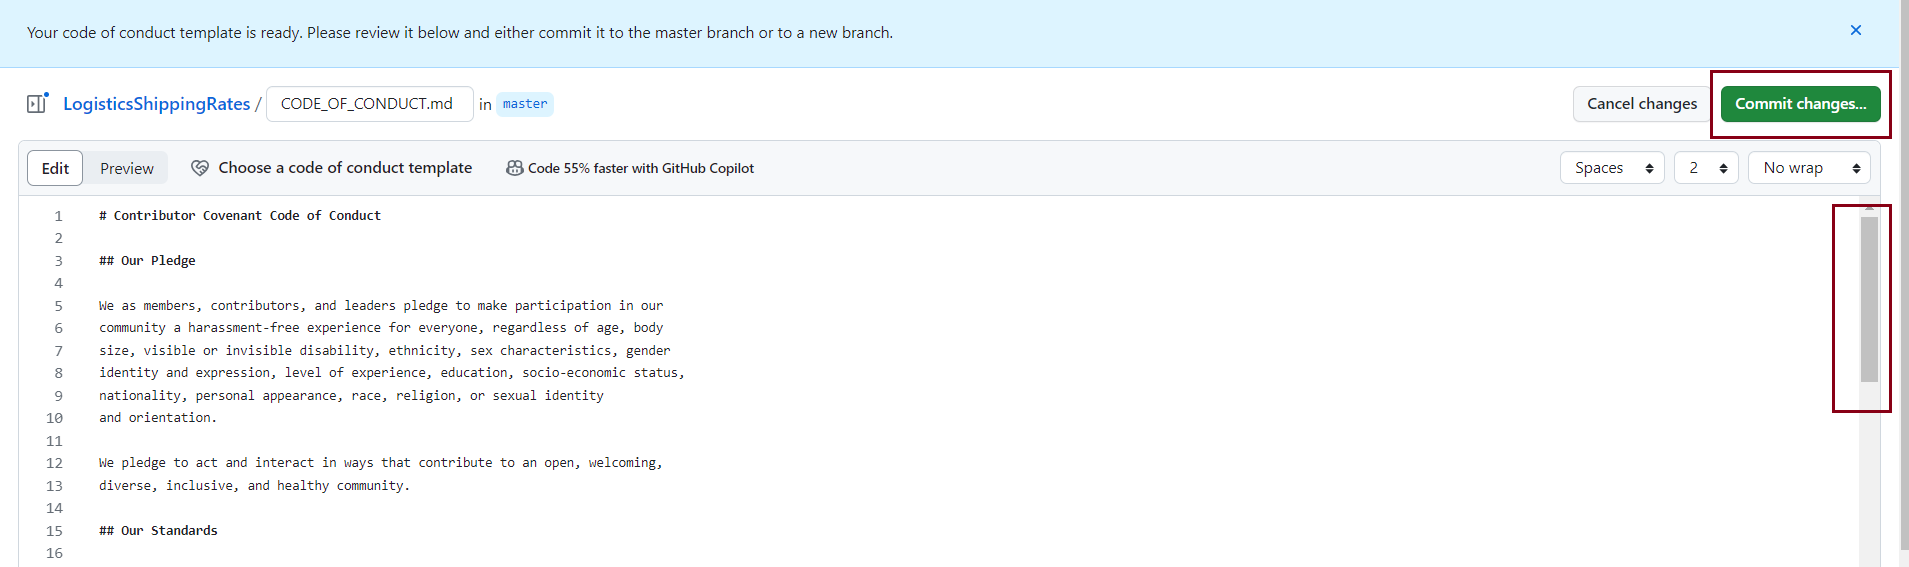 Your code of conduct template is ready. Please review it below and either commit it to the master branch or to a new branch.
LogisticsShippingRates / CODE_OF_CONDUCT.md in master Cancel changes Commit changes...
Edit Preview Choose a code of conduct template Code 55% faster with GitHub Copilot Spaces 2 No wrap
1 # Contributor Covenant Code of Conduct
2
3 ## Our Pledge
4
5 We as members, contributors, and leaders pledge to make participation in our
6 community a harassment-free experience for everyone, regardless of age, body
7 size, visible or invisible disability, ethnicity, sex characteristics, gender
8 identity and expression, level of experience, education, socio-economic status,
9 nationality, personal appearance, race, religion, or sexual identity
10 and orientation.
11
12 We pledge to act and interact in ways that contribute to an open, welcoming,
13 diverse, inclusive, and healthy community.
14
15 ## Our Standards
16